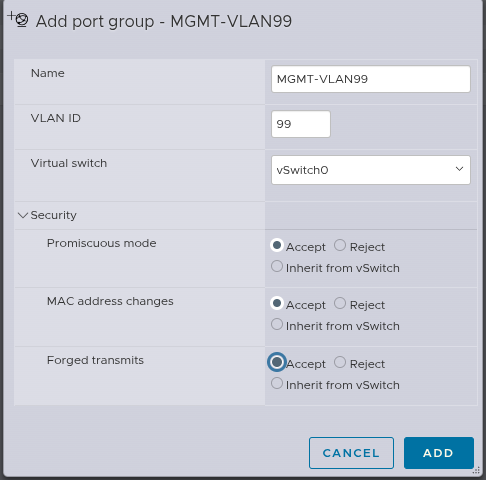 Add port group - MGMT-VLAN99
Name MGMT-VLAN99
VLAN ID 99
Virtual switch vSwitch0
Security
Promiscuous mode Accept Reject
Inherit from vSwitch
MAC address changes Accept Reject
Inherit from vSwitch
Forged transmits Accept Reject
Inherit from vSwitch
CANCEL ADD